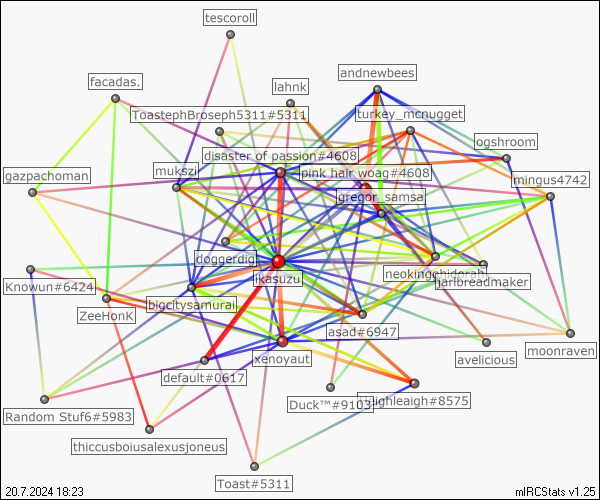 tescoroll
andnewbees
facadas.
lahnk
ToastephBroseph5311#5311
turkey_mcnugget
ogshroom
disaster of passion#4608
mukszi
pink hair woag#4608
gazpachoman
mingus4742
gregor_samsa
doggerdigi
jkasuzu
neokingghidorah
jaribreadmaker
Knowun#6424
bigcitysamurai
ZeeHonK
asad#6947
xenoyaut
avelicious
moonraven
default#0617
Random Stuf6#5983
Duck™#9103
highleaigh#8575
thiccusboiusalexusjoneus
Toast#5311
20.7.2024 18:23
mIRCStats v1.25